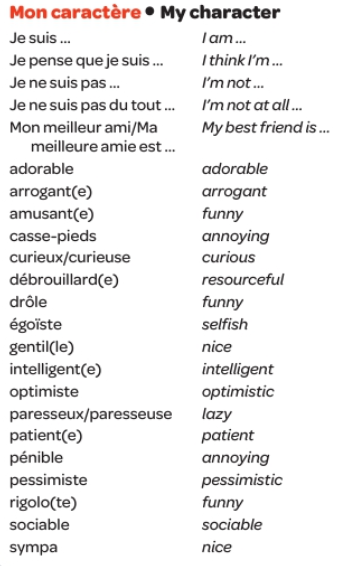 Mon caractère • My character
Je suis ... I am ...
Je pense que je suis ... I think I'm ...
Je ne suis pas ... I'm not ...
Je ne suis pas du tout ... I'm not at all ...
Mon meilleur ami/Ma My best friend is ...
meilleure amie est ...
adorable adorable
arrogant(e) arrogant
amusant(e) funny
casse-pieds annoying
curieux/curieuse curious
débrouillard(e) resourceful
drôle funny
égoïste selfish
gentil(le) nice
intelligent(e) intelligent
optimiste optimistic
paresseux/paresseuse lazy
patient(e) patient
pénible annoying
pessimiste pessimistic
rigolo(te) funny
sociable sociable
sympa nice